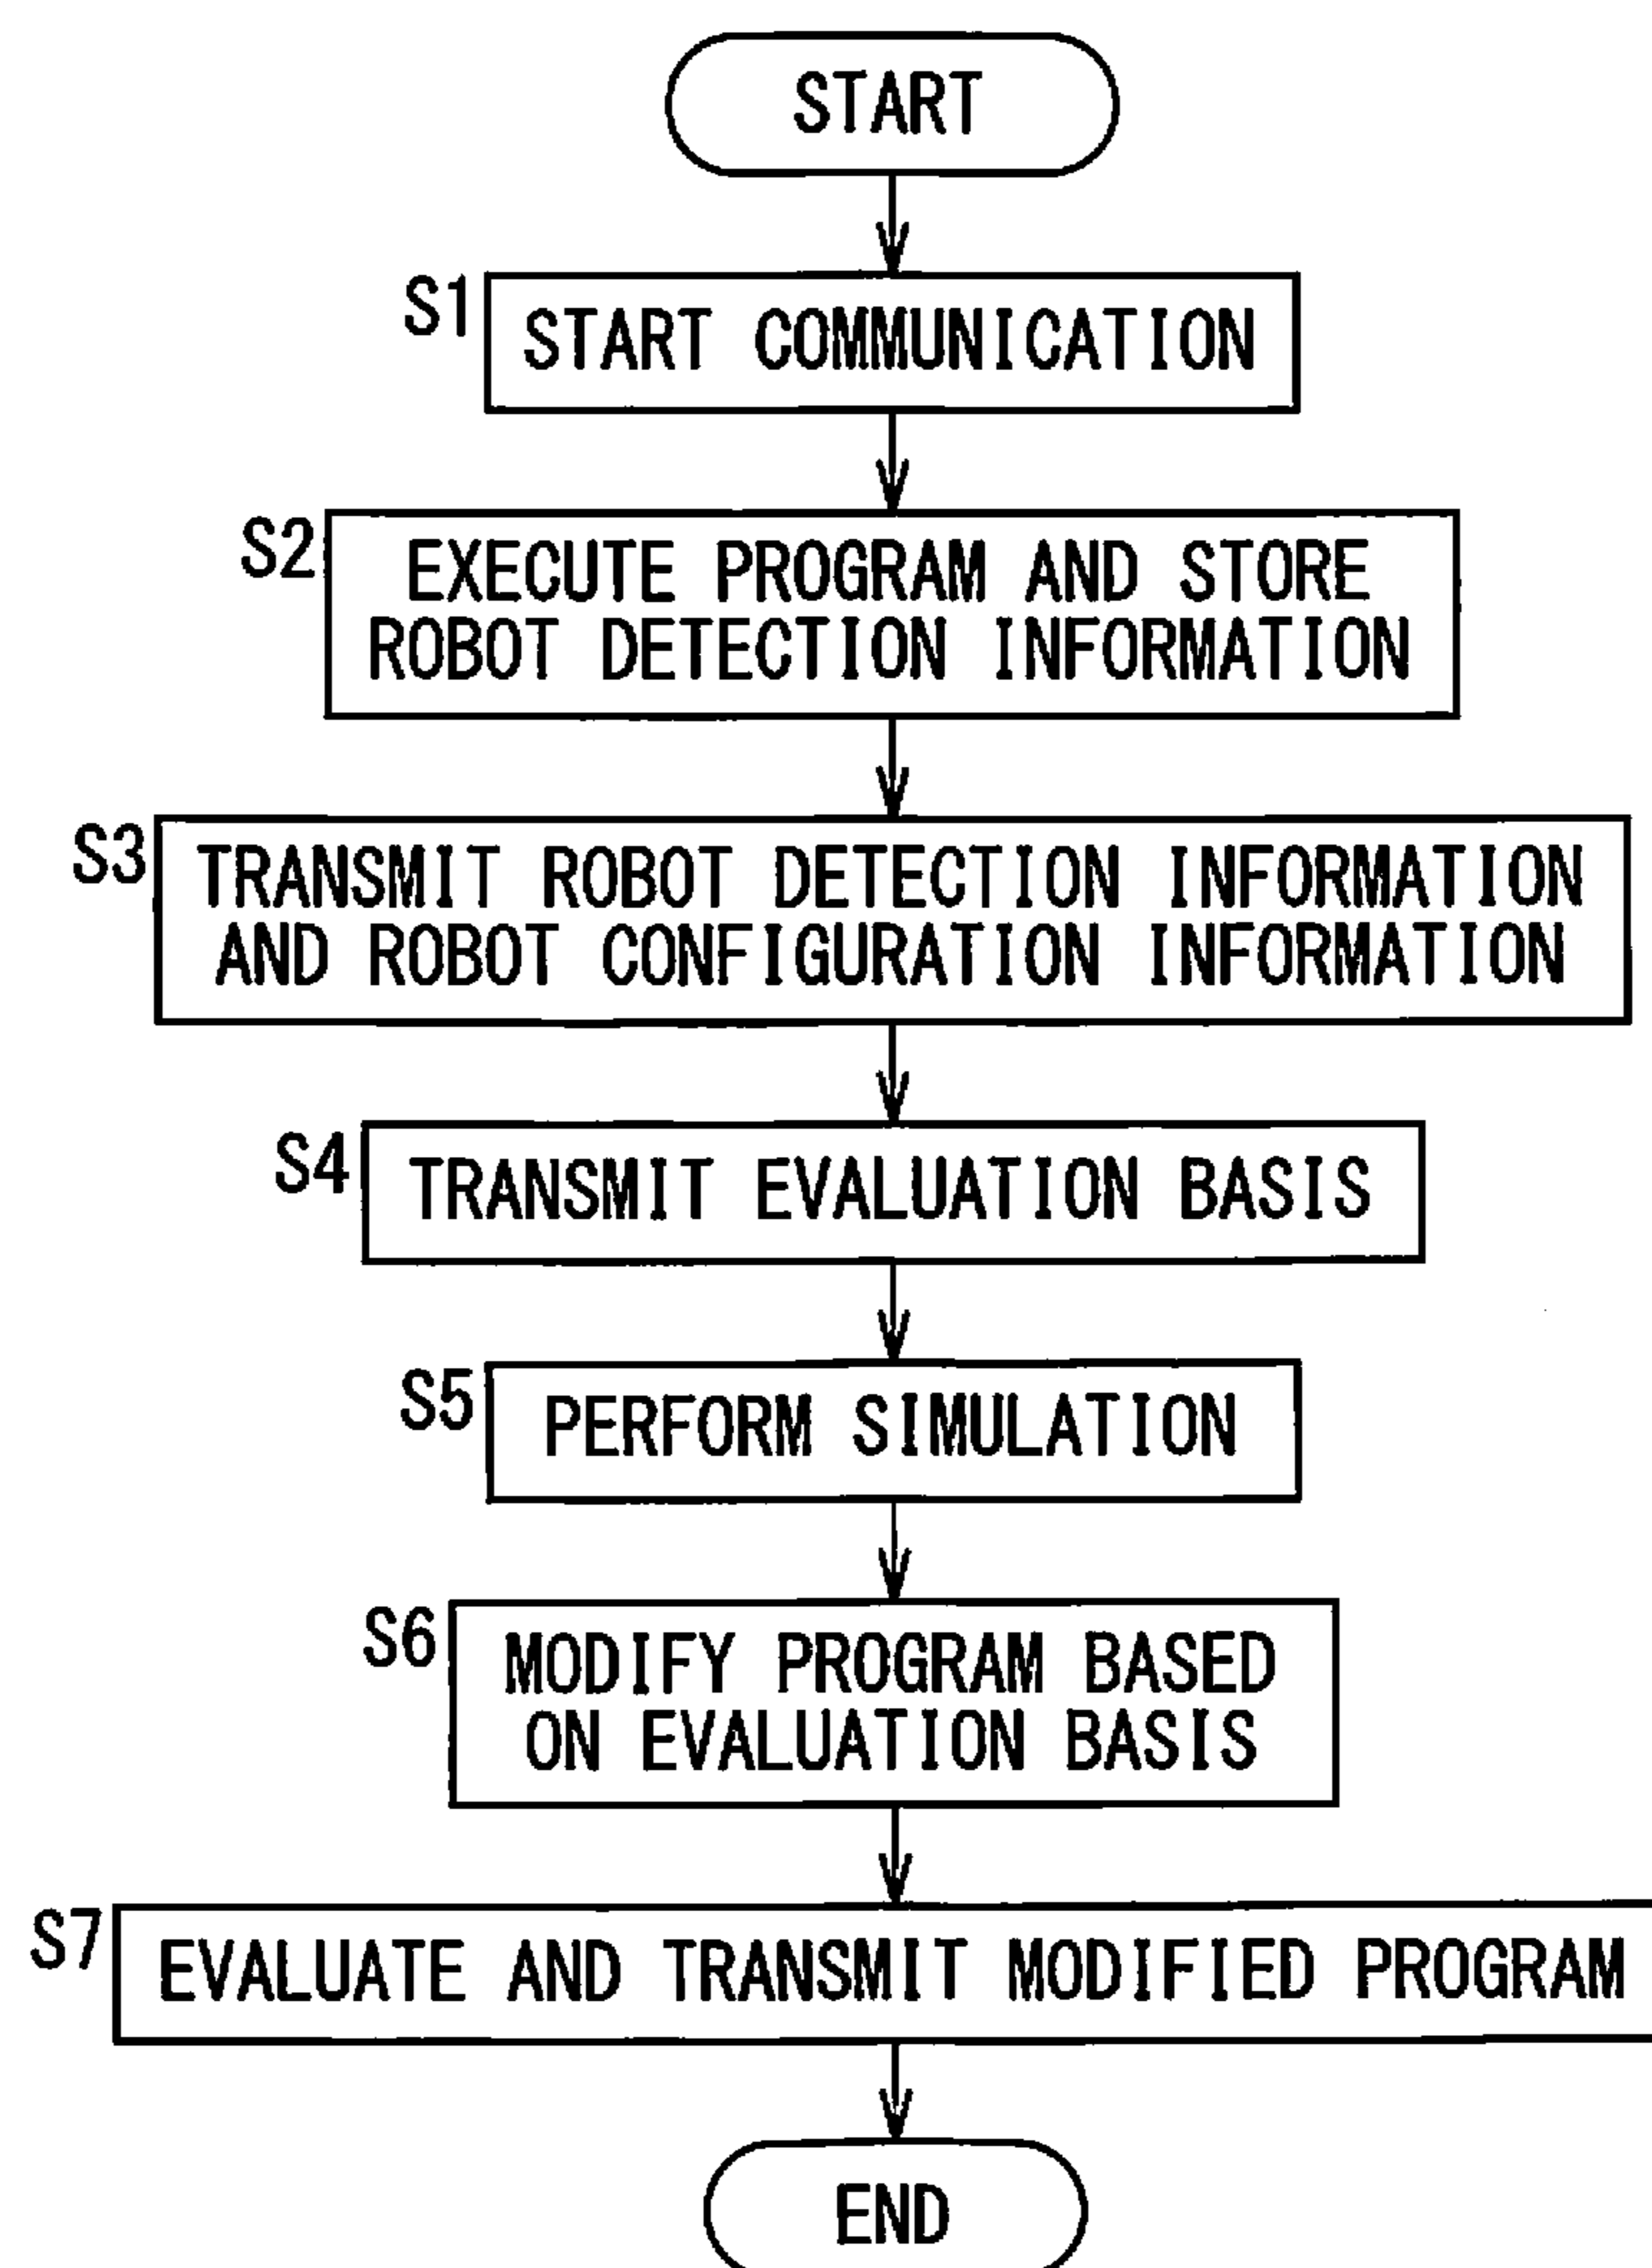 START
S1
START COMMUNICATION
S2
EXECUTE PROGRAM AND STORE
ROBOT DETECTION INFORMATION
S3
TRANSMIT ROBOT DETECTION INFORMATION
AND ROBOT CONFIGURATION INFORMATION
S4
TRANSMIT EVALUATION BASIS
S5
PERFORM SIMULATION
S6
MODIFY PROGRAM BASED
ON EVALUATION BASIS
S7
EVALUATE AND TRANSMIT MODIFIED PROGRAM
END